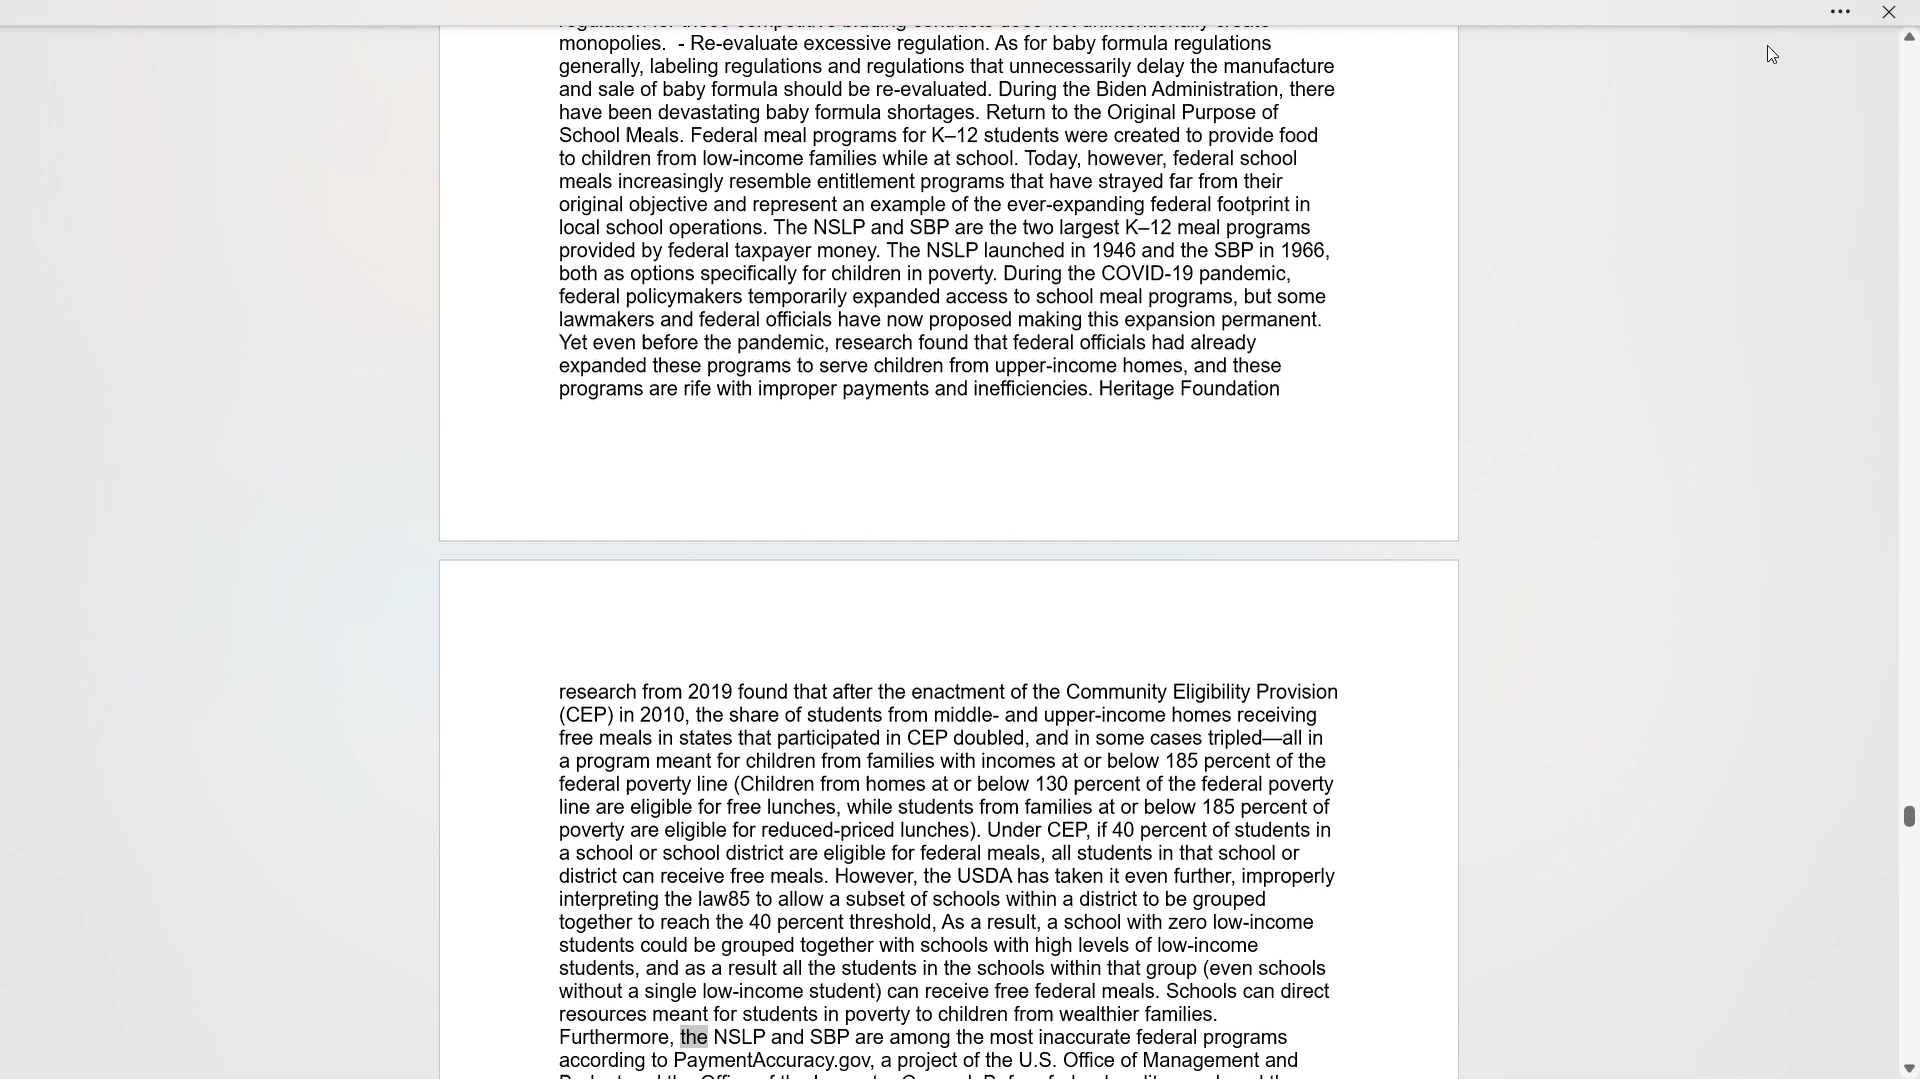 monopolies.  - Re-evaluate excessive regulation. As for baby formula regulations
generally, labeling regulations and regulations that unnecessarily delay the manufacture
and sale of baby formula should be re-evaluated. During the Biden Administration, there
have been devastating baby formula shortages. Return to the Original Purpose of
School Meals. Federal meal programs for K–12 students were created to provide food
to children from low-income families while at school. Today, however, federal school
meals increasingly resemble entitlement programs that have strayed far from their
original objective and represent an example of the ever-expanding federal footprint in
local school operations. The NSLP and SBP are the two largest K–12 meal programs
provided by federal taxpayer money. The NSLP launched in 1946 and the SBP in 1966,
both as options specifically for children in poverty. During the COVID-19 pandemic,
federal policymakers temporarily expanded access to school meal programs, but some
lawmakers and federal officials have now proposed making this expansion permanent.
Yet even before the pandemic, research found that federal officials had already
expanded these programs to serve children from upper-income homes, and these
programs are rife with improper payments and inefficiencies. Heritage Foundation
research from 2019 found that after the enactment of the Community Eligibility Provision
(CEP) in 2010, the share of students from middle- and upper-income homes receiving
free meals in states that participated in CEP doubled, and in some cases tripled—all in
a program meant for children from families with incomes at or below 185 percent of the
federal poverty line (Children from homes at or below 130 percent of the federal poverty
line are eligible for free lunches, while students from families at or below 185 percent of
poverty are eligible for reduced-priced lunches). Under CEP, if 40 percent of students in
a school or school district are eligible for federal meals, all students in that school or
district can receive free meals. However, the USDA has taken it even further, improperly
interpreting the law85 to allow a subset of schools within a district to be grouped
together to reach the 40 percent threshold, As a result, a school with zero low-income
students could be grouped together with schools with high levels of low-income
students, and as a result all the students in the schools within that group (even schools
without a single low-income student) can receive free federal meals. Schools can direct
resources meant for students in poverty to children from wealthier families.
Furthermore, the NSLP and SBP are among the most inaccurate federal programs
according to PaymentAccuracy.gov, a project of the U.S. Office of Management and